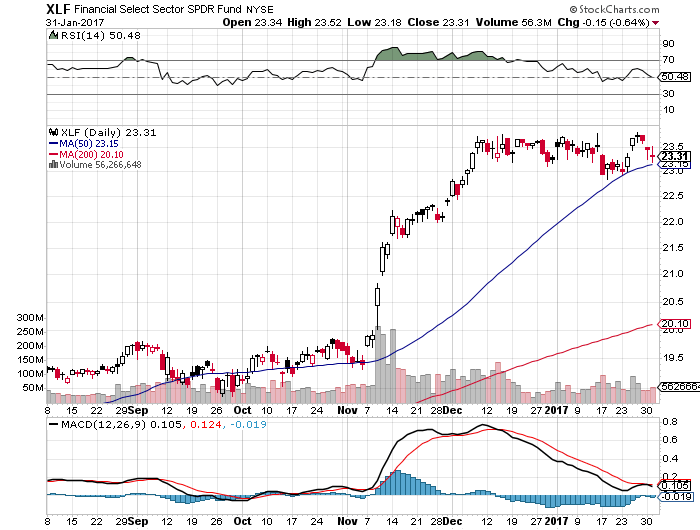 XLF Financial Select Sector SPDR Fund NYSE © StockCharts.com
31-Jan-2017 Open 23.34 High 23.52 Low 23.18 Close 23.31 Volume 56.3M Chg -0.15 (-0.64%)
RSI(14) 50.48
90
70
50.48
30
10
XLF (Daily) 23.31
MA(50) 23.15
MA(200) 20.10
Volume 56,266,648
23.5
23.31
23.15
23.0
22.5
22.0
21.5
21.0
20.5
300M 20.0
20.10
250M
200M 19.5
150M
100M
50M
562666
8 15 22 29 Sep 12 19 26 Oct 10 17 24 Nov 7 14 21 28 Dec 12 19 27 2017 9 17 23 30
MACD(12,26,9) 0.105, 0.124, -0.019
0.8
0.6
0.4
0.2
0.105
-0.019
8 15 22 29 Sep 12 19 26 Oct 10 17 24 Nov 7 14 21 28 Dec 12 19 27 2017 9 17 23 30